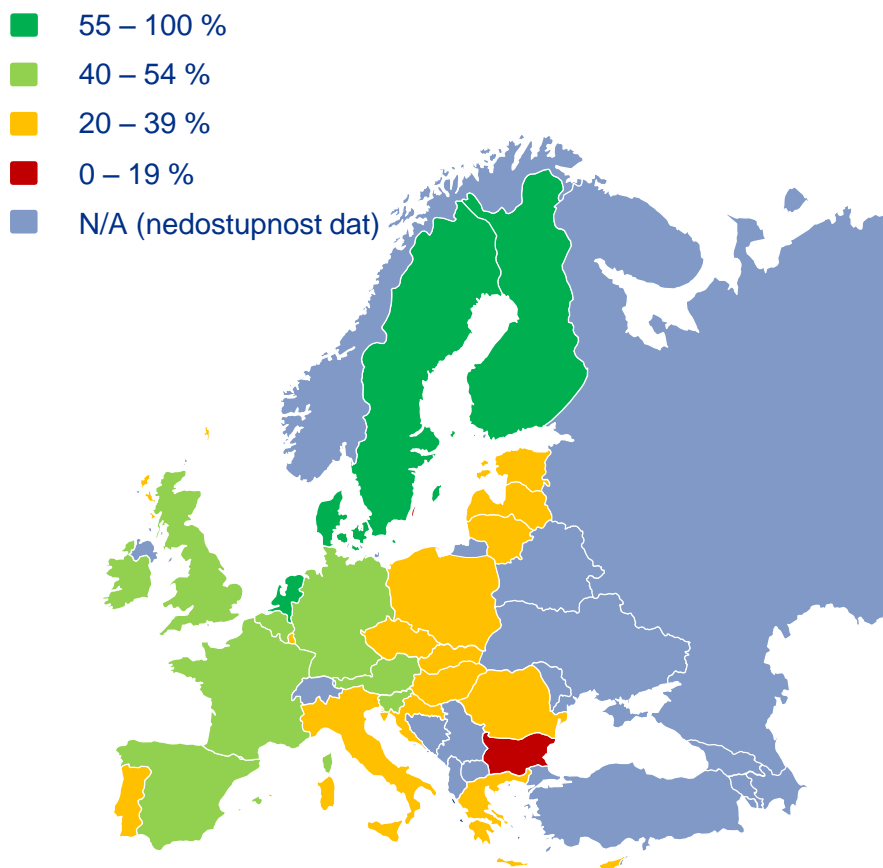 55 – 100 %
40 – 54 %
20 – 39 %
0 – 19 %
N/A (nedostupnost dat)